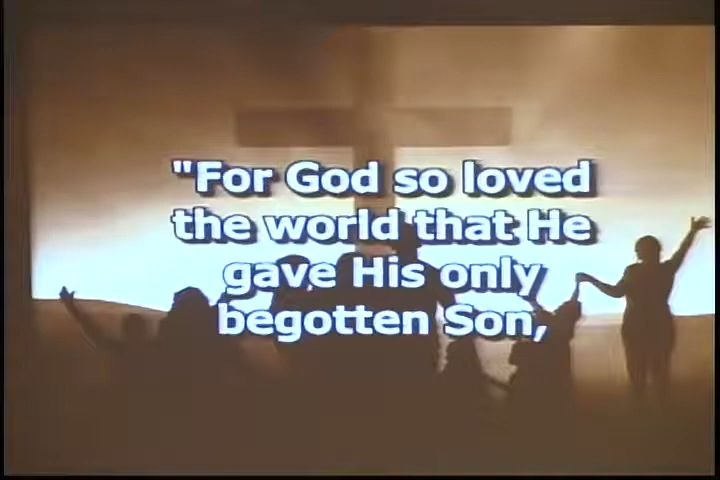 "For God so loved
the world that He
gave His only
begotten Son,